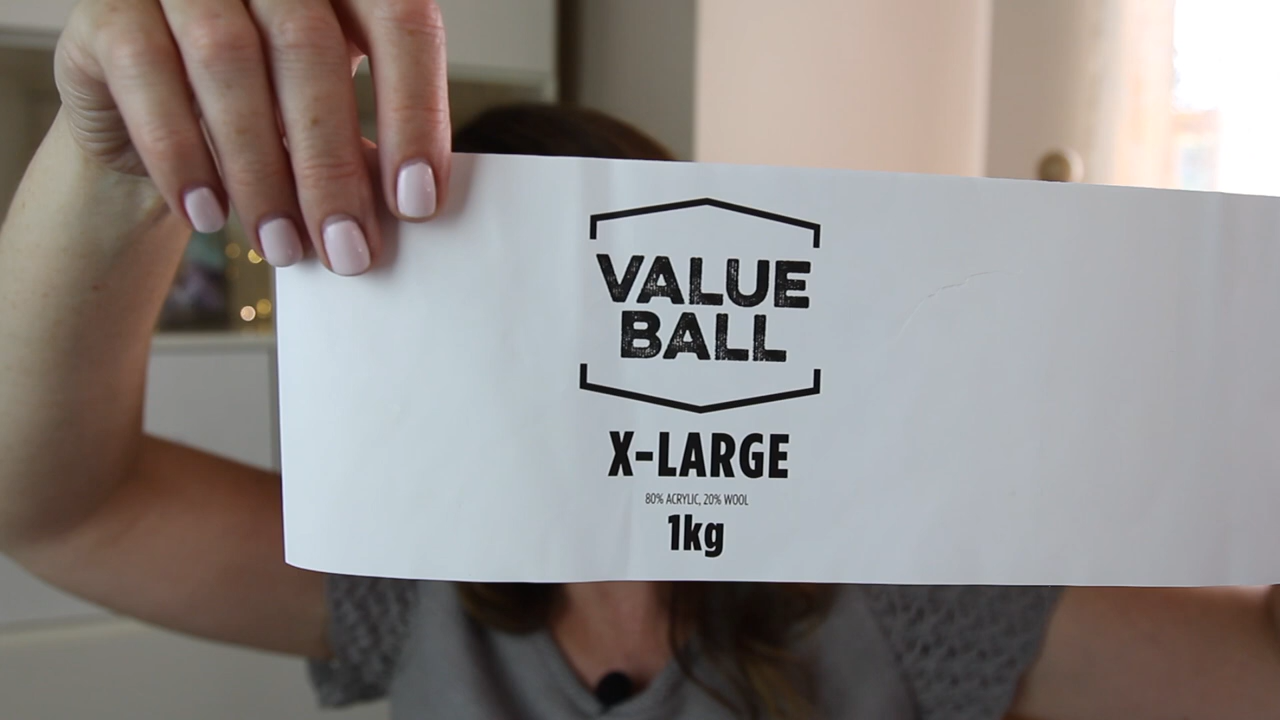 VALUE
BALL
X-LARGE
80% ACRYLIC, 20% WOOL
1kg